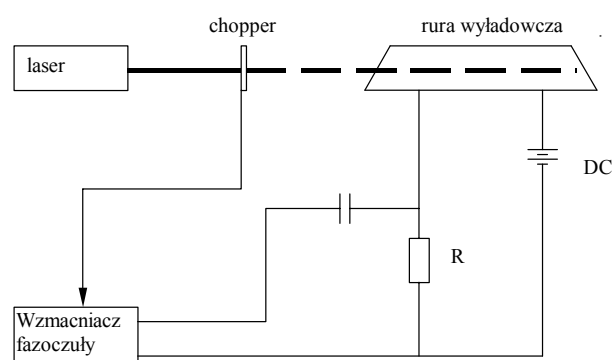 chopper
rura wyładowcza
laser
DC
R
Wzmacniacz
fazoczuły